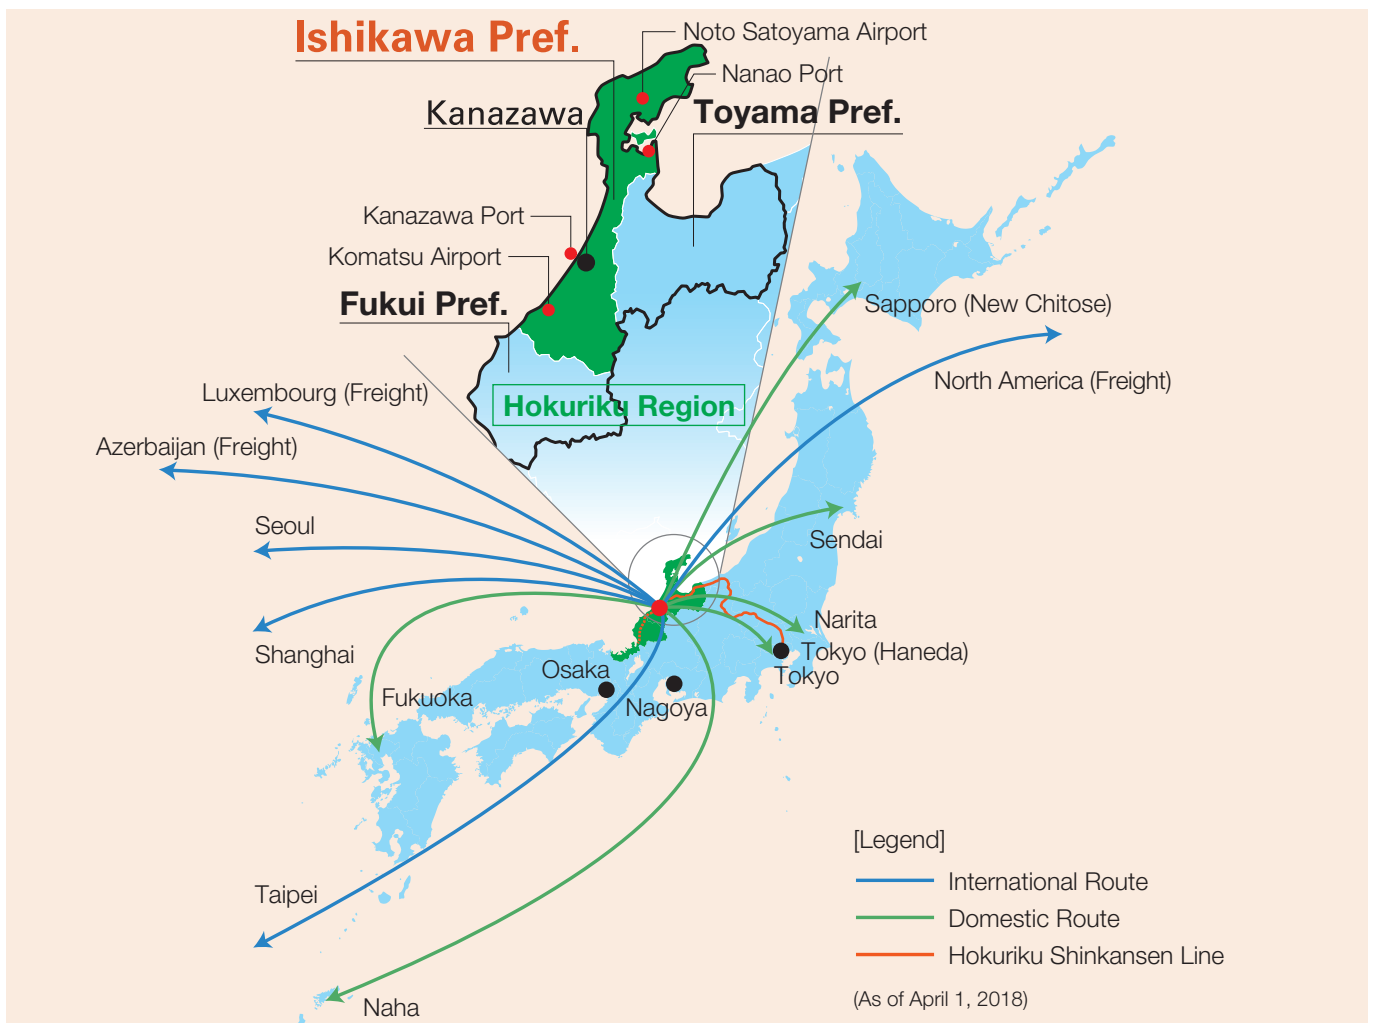 Ishikawa Pref.
Noto Satoyama Airport
Nanao Port
Kanazawa
Toyama Pref.
Kanazawa Port
Komatsu Airport
Fukui Pref.
Hokuriku Region
Sapporo (New Chitose)
North America (Freight)
Luxembourg (Freight)
Azerbaijan (Freight)
Seoul
Sendai
Shanghai
Narita
Tokyo (Haneda)
Tokyo
Osaka
Fukuoka
Nagoya
Taipei
Naha
[Legend]
International Route
Domestic Route
Hokuriku Shinkansen Line
(As of April 1, 2018)